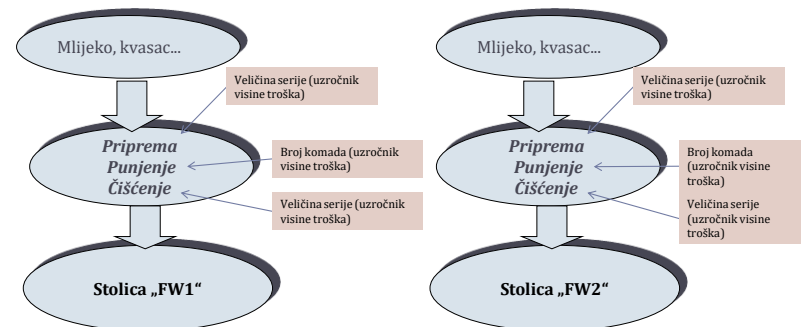 Mlijeko, kvasac...
Veličina serije (uzročnik
visine troška)
Priprema
Punjenje
Čišćenje
Broj komada (uzročnik
visine troška)
Veličina serije (uzročnik
visine troška)
Stolica „FW1“
Mlijeko, kvasac...
Veličina serije (uzročnik
visine troška)
Priprema
Punjenje
Čišćenje
Broj komada
(uzročnik visine
troška)
Veličina serije
(uzročnik visine
troška)
Stolica „FW2“